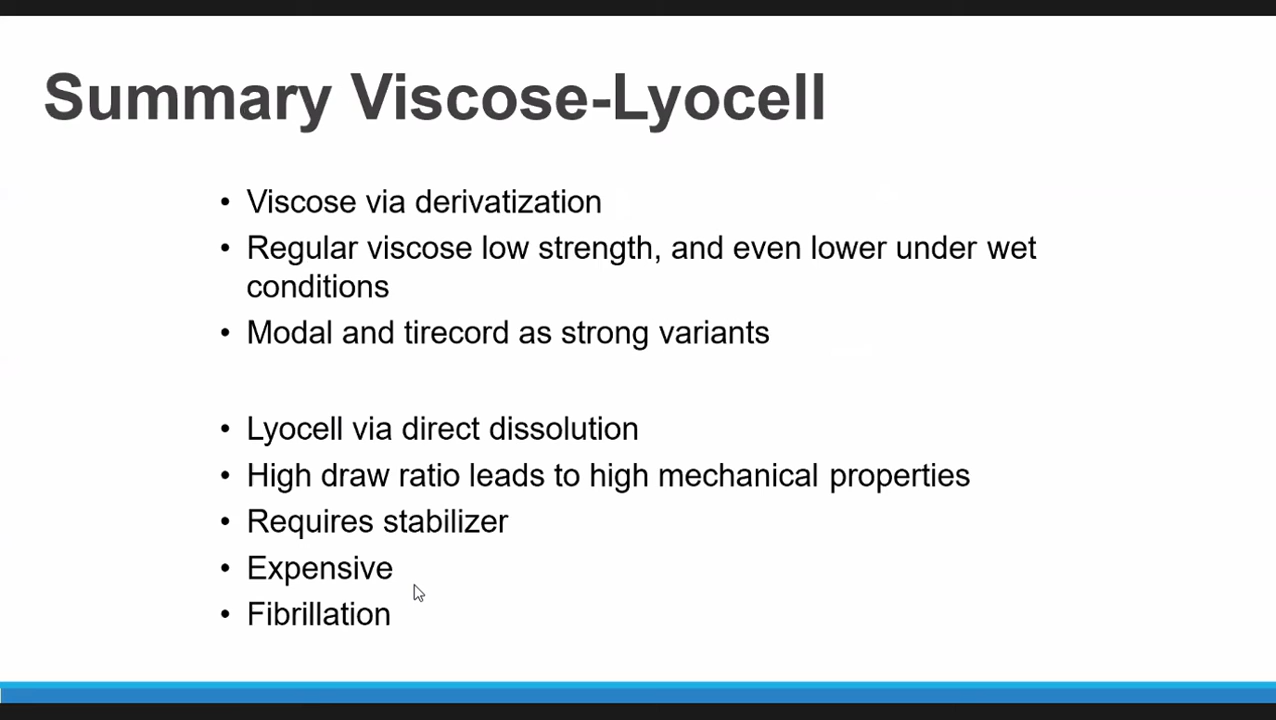 Summary Viscose-Lyocell
• Viscose via derivatization
• Regular viscose low strength, and even lower under wet
conditions
• Modal and tirecord as strong variants
• Lyocell via direct dissolution
• High draw ratio leads to high mechanical properties
• Requires stabilizer
• Expensive
• Fibrillation